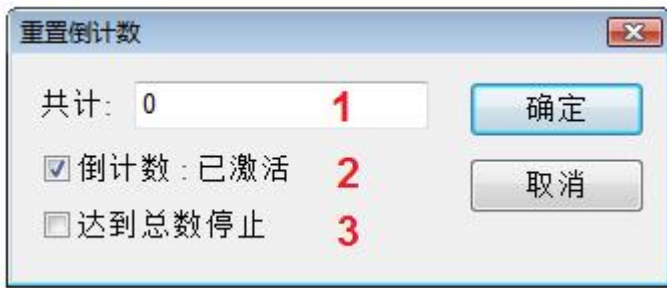 重置倒计数
共计: 0 1 确定
倒计数 : 已激活 2
取消
达到总数停止 3